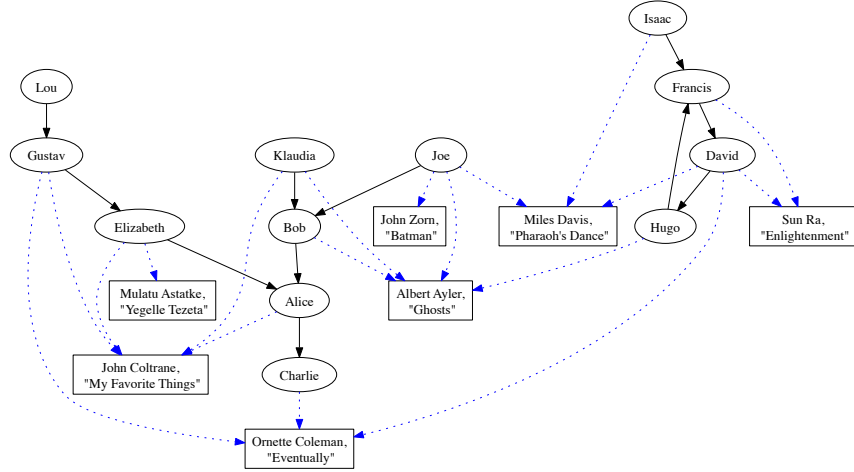 Isaac
Lou
Francis
Gustav
Klaudia
Joe
David
Elizabeth
Bob
John Zorn,
"Batman"
Miles Davis,
"Pharaoh's Dance"
Hugo
Sun Ra,
"Enlightenment"
Mulatu Astatke,
"Yegelle Tezeta"
Alice
Albert Ayler,
"Ghosts"
John Coltrane,
"My Favorite Things"
Charlie
Ornette Coleman,
"Eventually"